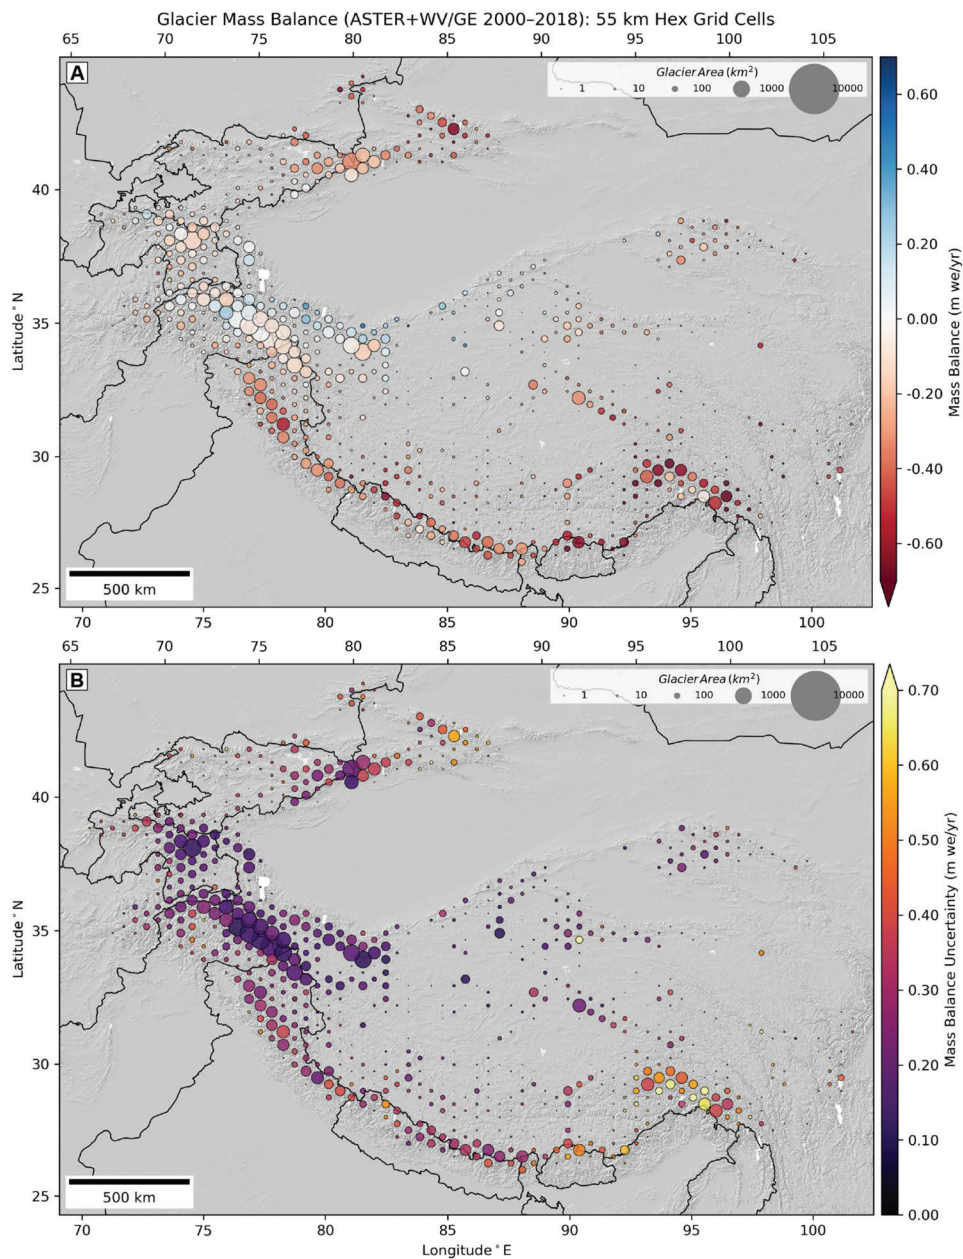 Glacier Mass Balance (ASTER+WV/GE 2000–2018): 55 km Hex Grid Cells
65 70 75 80 85 90 95 100 105
A
Glacier Area (km²)
1 10 100 1000 10000
0.60
0.40
0.20
0.00
-0.20
-0.40
-0.60
Mass Balance (m we/yr)
40
35
30
25
Latitude°N
500 km
70 75 80 85 90 95 100
65 70 75 80 85 90 95 100 105
B
Glacier Area (km²)
1 10 100 1000 10000
0.70
0.60
0.50
0.40
0.30
0.20
0.10
0.00
Mass Balance Uncertainty (m we/yr)
40
35
30
25
Latitude°N
500 km
70 75 80 85 90 95 100
Longitude°E